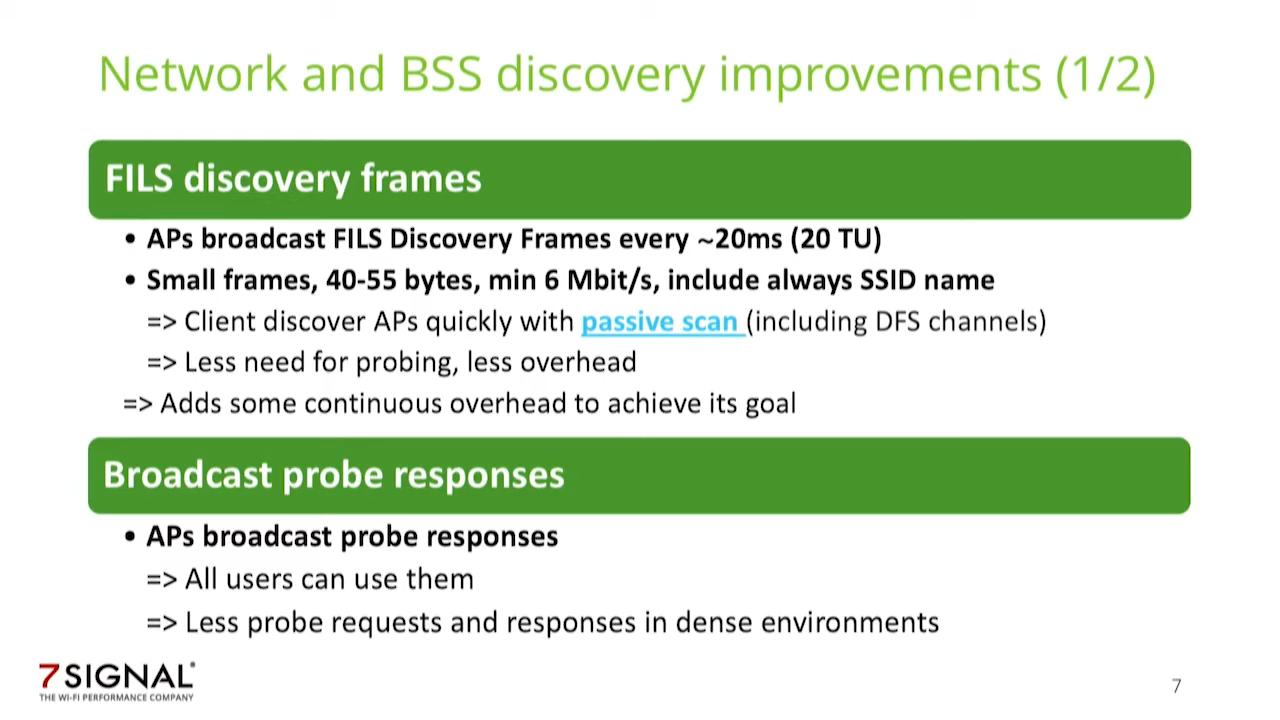 Network and BSS discovery improvements (1/2)
FILS discovery frames
• APs broadcast FILS Discovery Frames every ~20ms (20 TU)
• Small frames, 40-55 bytes, min 6 Mbit/s, include always SSID name
=> Client discover APs quickly with passive scan (including DFS channels)
=> Less need for probing, less overhead
=> Adds some continuous overhead to achieve its goal
Broadcast probe responses
• APs broadcast probe responses
=> All users can use them
=> Less probe requests and responses in dense environments
7SIGNAL®
THE WI-FI PERFORMANCE COMPANY
7